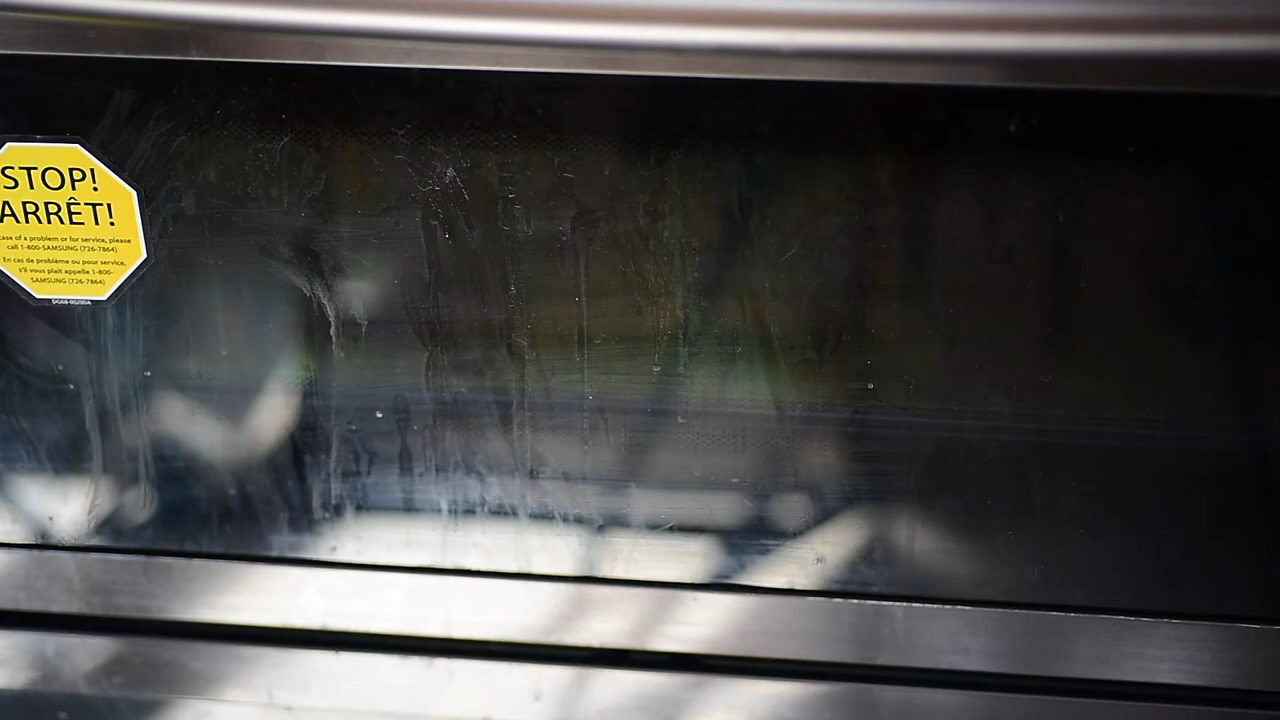 STOP!
ARRÊT!
case of a problem or for service, please
call 1-800-SAMSUNG (726-7864)
En cas de problème ou pour service,
s'il vous plait appelle 1-800-
SAMSUNG (726-7864)